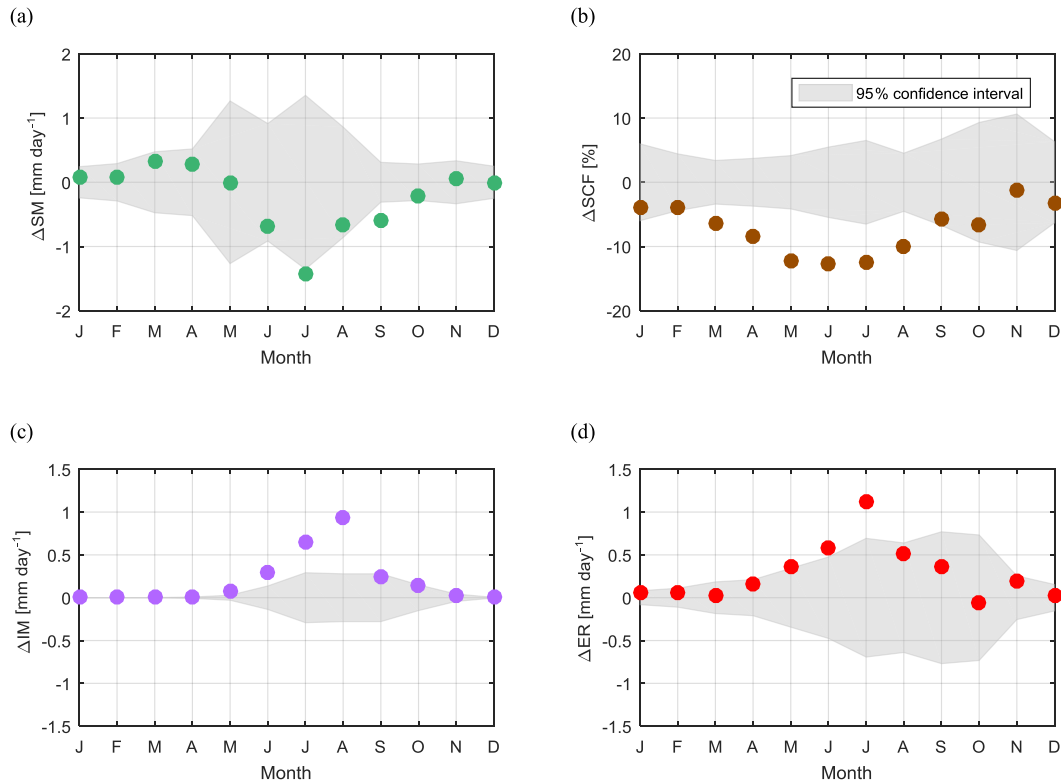 (a)
2
1
0
-1
-2
ΔSM [mm day⁻¹]
J F M A M J J A S O N D
Month
(b)
20
10
0
-10
-20
ΔSCF [%]
95% confidence interval
J F M A M J J A S O N D
Month
(c)
1.5
1
0.5
0
-0.5
-1
-1.5
ΔIM [mm day⁻¹]
J F M A M J J A S O N D
Month
(d)
1.5
1
0.5
0
-0.5
-1
-1.5
ΔER [mm day⁻¹]
J F M A M J J A S O N D
Month